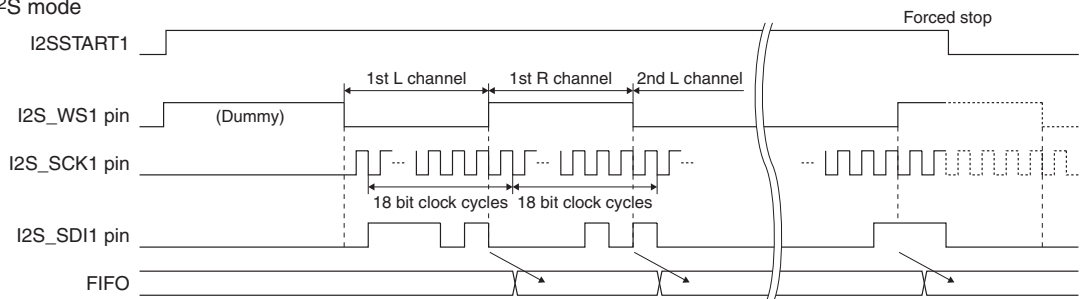 I²S mode
Forced stop
I2SSTART1
1st L channel 1st R channel 2nd L channel
I2S_WS1 pin (Dummy)
I2S_SCK1 pin ... ... ... ...
18 bit clock cycles 18 bit clock cycles
I2S_SDI1 pin
FIFO